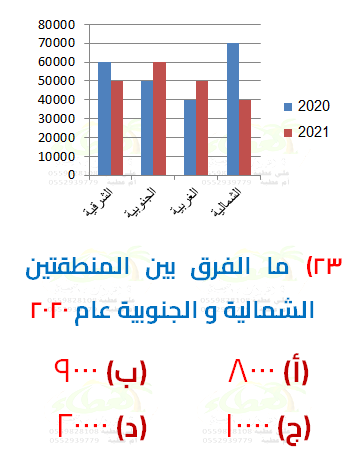 80000
70000
60000
50000
40000
30000
20000
10000
0
الشرقية
الجنوبية
الغربية
الشمالية
2020
2021
٢٣) ما الفرق بين المنطقتين
الشمالية و الجنوبية عام ٢٠٢٠
(أ) ٨٠٠٠
(ب) ٩٠٠٠
(ج) ١٠٠٠٠
(د) ٢٠٠٠٠